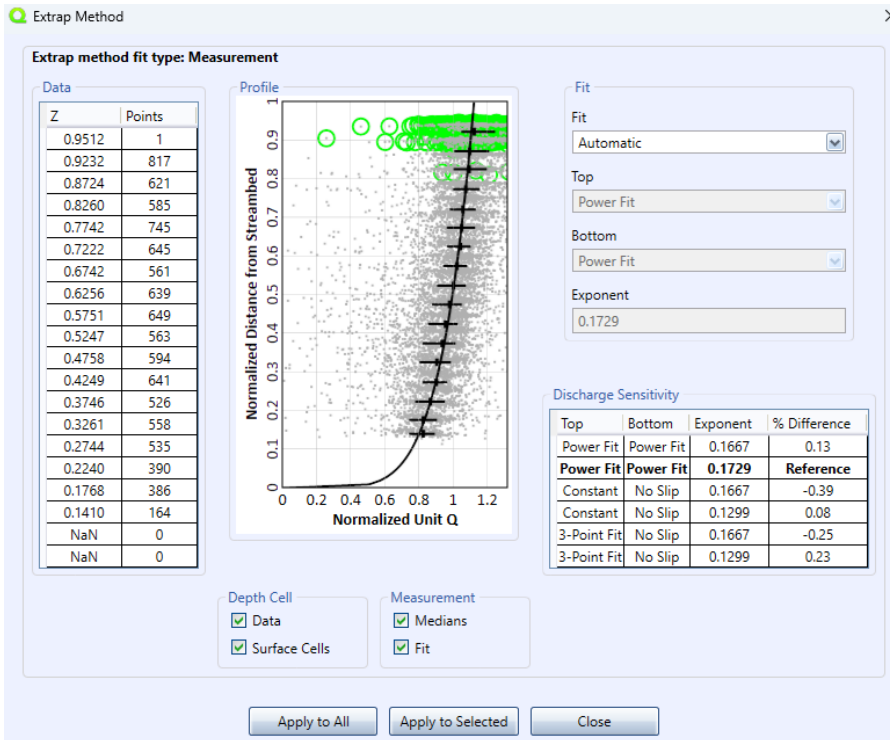 Extrap Method
Extrap method fit type: Measurement
Data
Z Points
0.9512 1
0.9232 817
0.8724 621
0.8260 585
0.7742 745
0.7222 645
0.6742 561
0.6256 639
0.5751 649
0.5247 563
0.4758 594
0.4249 641
0.3746 526
0.3261 558
0.2744 535
0.2240 390
0.1768 386
0.1410 164
NaN 0
NaN 0
Profile
Normalized Distance from Streambed
1
0.9
0.8
0.7
0.6
0.5
0.4
0.3
0.2
0.1
0
0 0.2 0.4 0.6 0.8 1 1.2
Normalized Unit Q
Fit
Fit
Automatic
Top
Power Fit
Bottom
Power Fit
Exponent
0.1729
Discharge Sensitivity
Top Bottom Exponent % Difference
Power Fit Power Fit 0.1667 0.13
Power Fit Power Fit 0.1729 Reference
Constant No Slip 0.1667 -0.39
Constant No Slip 0.1299 0.08
3-Point Fit No Slip 0.1667 -0.25
3-Point Fit No Slip 0.1299 0.23
Depth Cell
Data
Surface Cells
Measurement
Medians
Fit
Apply to All Apply to Selected Close